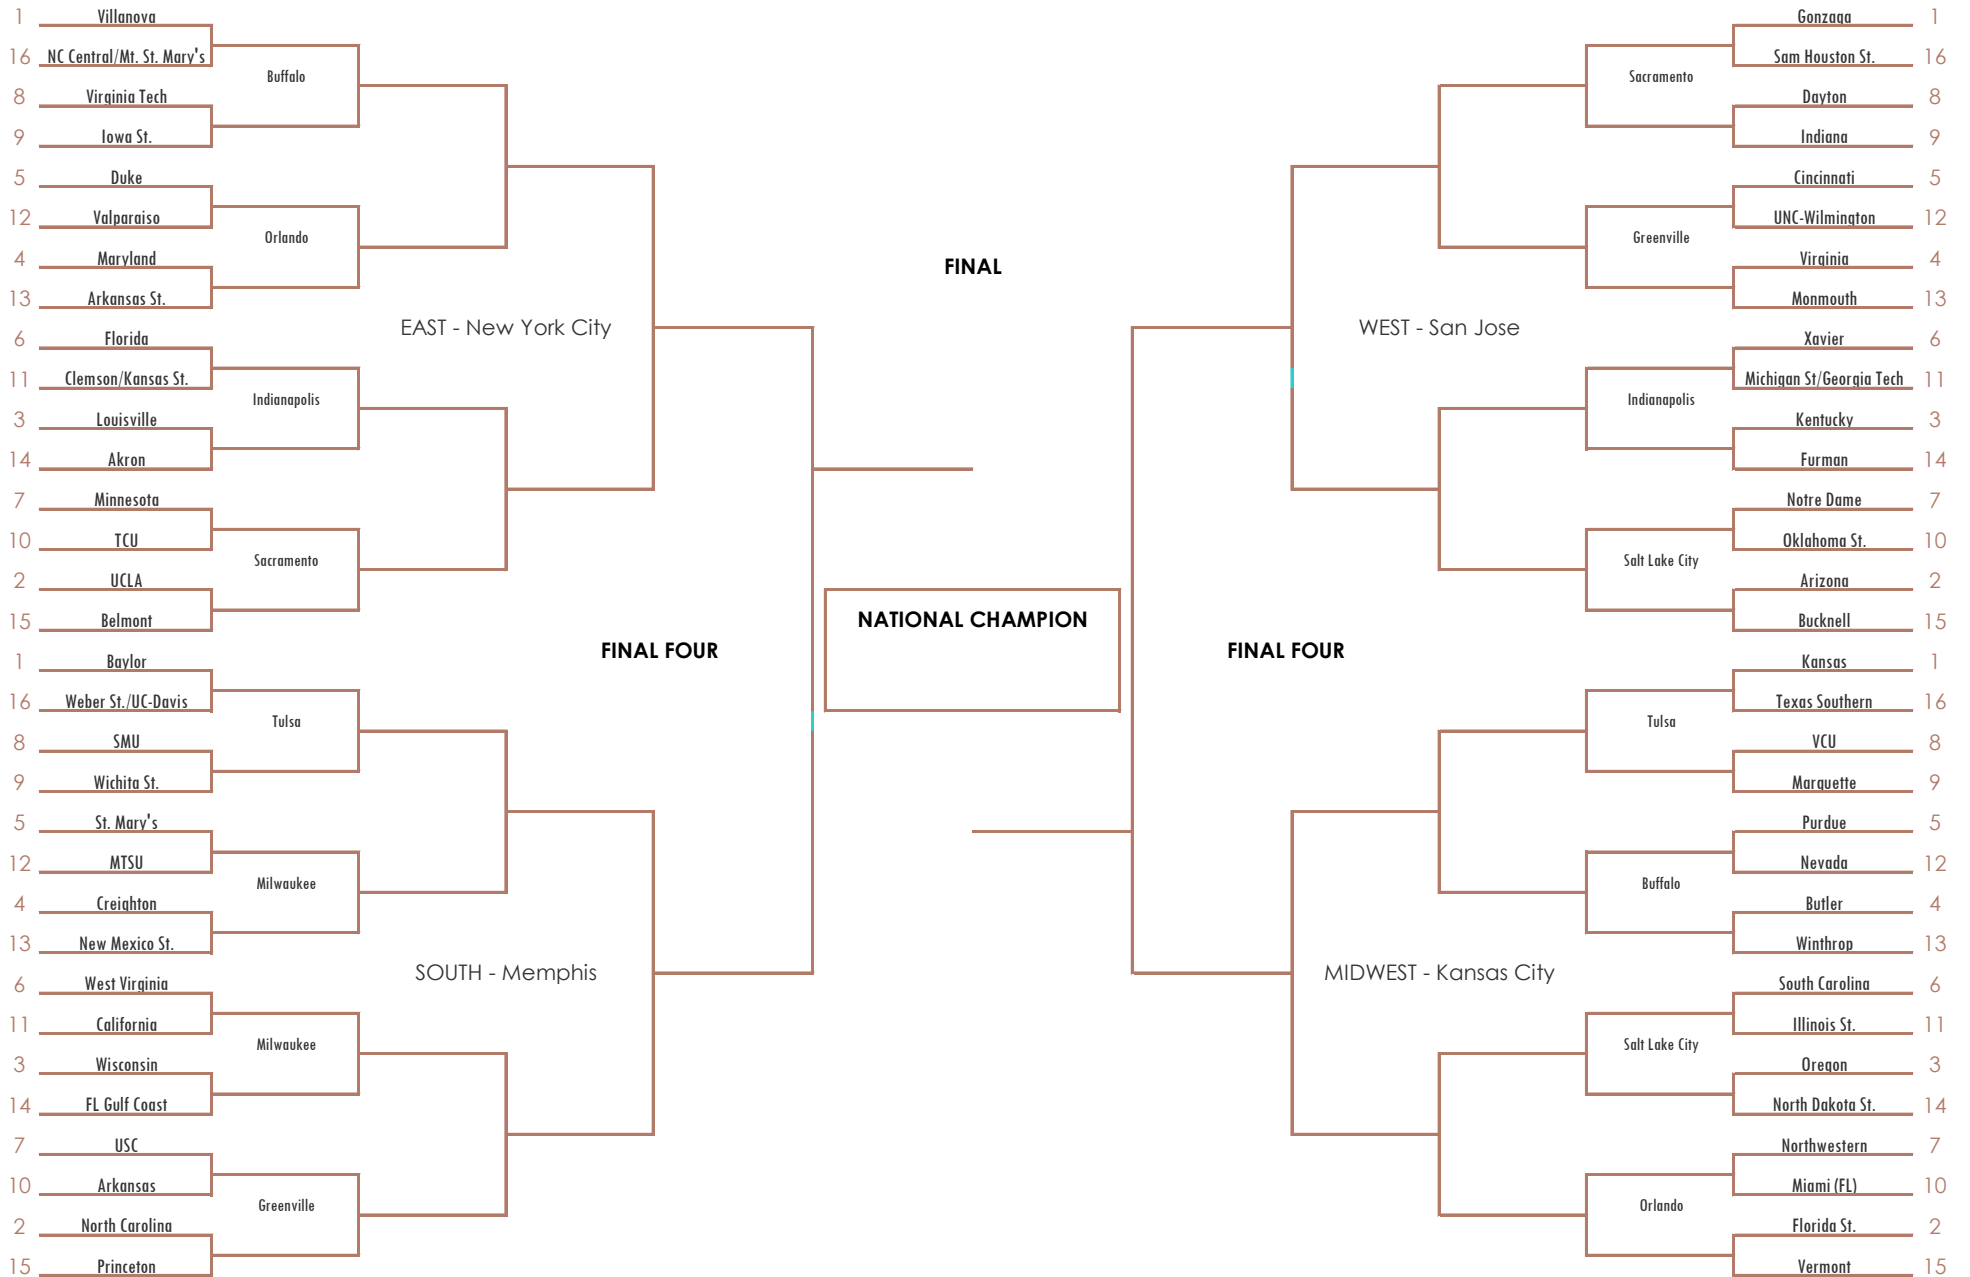 1 Villanova
16 NC Central/Mt. St. Mary's
Buffalo
8 Virginia Tech
9 Iowa St.
5 Duke
12 Valparaiso
Orlando
4 Maryland
13 Arkansas St.
EAST - New York City
6 Florida
11 Clemson/Kansas St.
Indianapolis
3 Louisville
14 Akron
7 Minnesota
10 TCU
Sacramento
2 UCLA
15 Belmont
FINAL FOUR
1 Baylor
16 Weber St./UC-Davis
Tulsa
8 SMU
9 Wichita St.
5 St. Mary's
12 MTSU
Milwaukee
4 Creighton
13 New Mexico St.
SOUTH - Memphis
6 West Virginia
11 California
Milwaukee
3 Wisconsin
14 FL Gulf Coast
7 USC
10 Arkansas
Greenville
2 North Carolina
15 Princeton
FINAL
NATIONAL CHAMPION
Gonzaga 1
Sam Houston St. 16
Sacramento
Dayton 8
Indiana 9
Cincinnati 5
UNC-Wilmington 12
Greenville
Virginia 4
Monmouth 13
WEST - San Jose
Xavier 6
Michigan St/Georgia Tech 11
Indianapolis
Kentucky 3
Furman 14
Notre Dame 7
Oklahoma St. 10
Salt Lake City
Arizona 2
Bucknell 15
FINAL FOUR
Kansas 1
Texas Southern 16
Tulsa
VCU 8
Marquette 9
Purdue 5
Nevada 12
Buffalo
Butler 4
Winthrop 13
MIDWEST - Kansas City
South Carolina 6
Illinois St. 11
Salt Lake City
Oregon 3
North Dakota St. 14
Northwestern 7
Miami (FL) 10
Orlando
Florida St. 2
Vermont 15